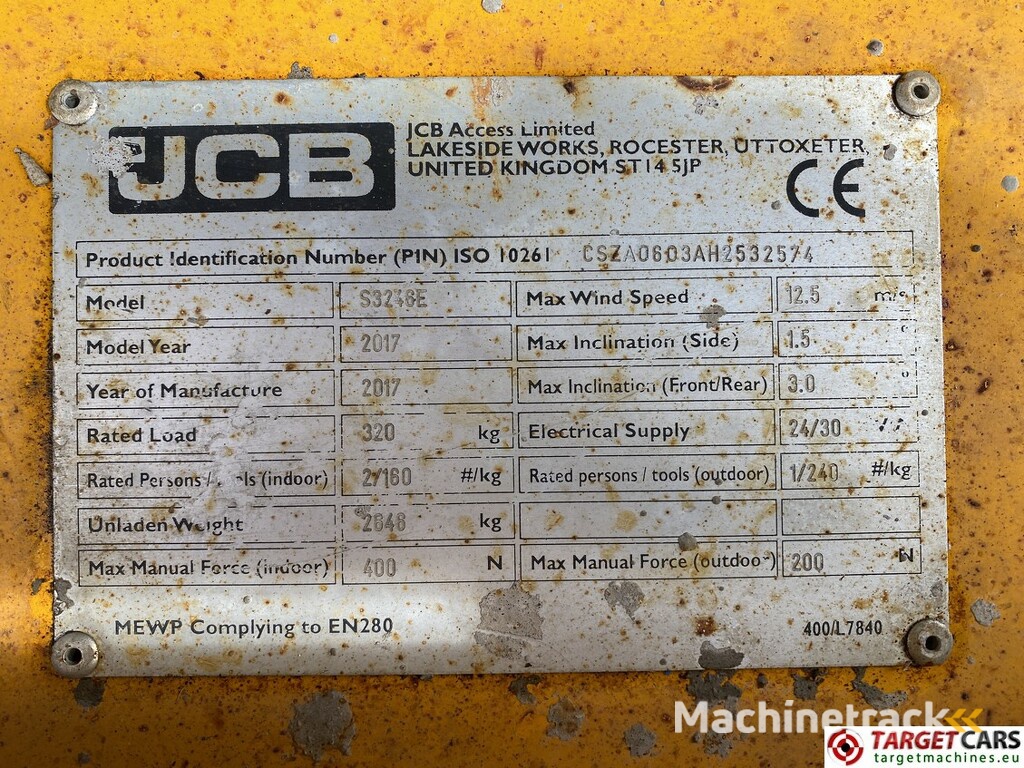 JCB
JCB Access Limited
LAKESIDE WORKS, ROCESTER, UTTOXETER,
UNITED KINGDOM ST14 5JP
CE
Product Identification Number (PIN) ISO 10261 CSZA0603AH2532574
Model S3246E Max Wind Speed 12.5 m/s
Model Year 2017 Max Inclination (Side) 1.5 °
Year of Manufacture 2017 Max Inclination (Front/Rear) 3.0 °
Rated Load 320 kg Electrical Supply 24/30
Rated Persons / (indoor) 2/160 #/kg Rated persons / tools (outdoor) 1/240 #/kg
Unladen Weight 2646 kg
Max Manual Force (indoor) 400 N Max Manual Force (outdoor) 200 N
MEWP Complying to EN280 400/L7840
Machinetrack
TARGETCARS
targetmachines.eu